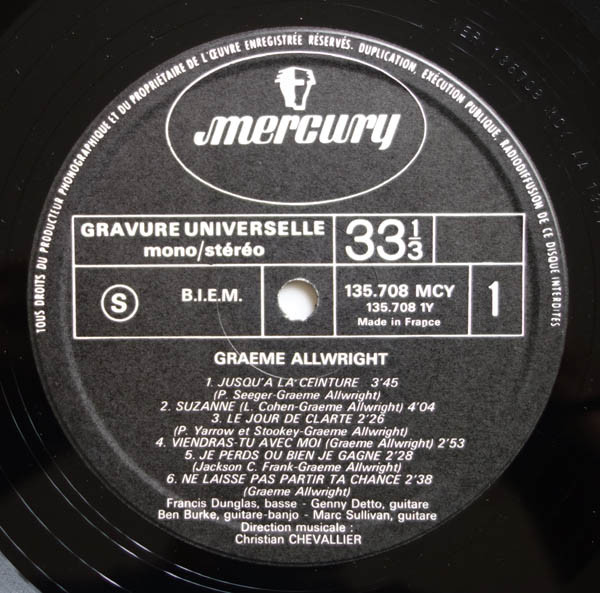 TOUS DROITS DU PRODUCTEUR PHONOGRAPHIQUE ET DU PROPRIÉTAIRE DE L'ŒUVRE ENREGISTRÉE RÉSERVÉS. DUPLICATION, EXÉCUTION PUBLIQUE, RADIODIFFUSION DE CE DISQUE INTERDITES
mercury
GRAVURE UNIVERSELLE
mono/stéréo
33 1/3
S
B.I.E.M.
135.708 MCY
135.708 1Y
Made in France
1
GRAEME ALLWRIGHT
1. JUSQU'A LA CEINTURE 3'45
(P. Seeger-Graeme Allwright)
2. SUZANNE (L. Cohen-Graeme Allwright) 4'04
3. LE JOUR DE CLARTE 2'26
(P. Yarrow et Stookey-Graeme Allwright)
4. VIENDRAS-TU AVEC MOI (Graeme Allwright) 2'53
5. JE PERDS OU BIEN JE GAGNE 2'28
(Jackson C. Frank-Graeme Allwright)
6. NE LAISSE PAS PARTIR TA CHANCE 2'38
(Graeme Allwright)
Francis Dunglas, basse - Genny Detto, guitare
Ben Burke, guitare-banjo - Marc Sullivan, guitare
Direction musicale :
Christian CHEVALLIER